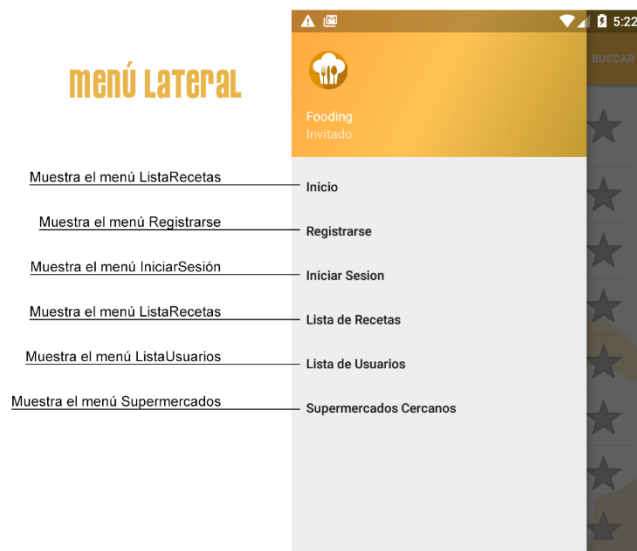 5:22
BUSCAR
menú Lateral
Fooding
Invitado
Muestra el menú ListaRecetas
Inicio
Muestra el menú Registrarse
Registrarse
Muestra el menú IniciarSesión
Iniciar Sesion
Muestra el menú ListaRecetas
Lista de Recetas
Muestra el menú ListaUsuarios
Lista de Usuarios
Muestra el menú Supermercados
Supermercados Cercanos